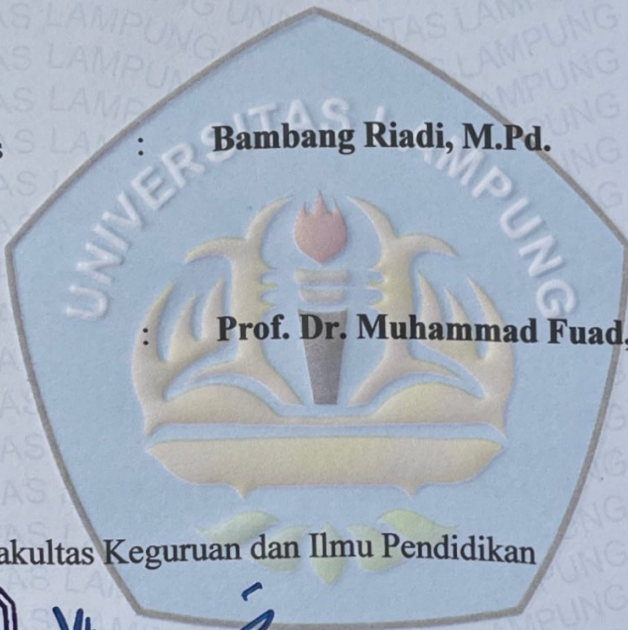 UNIVERSITAS LAMPUNG
: Bambang Riadi, M.Pd.
: Prof. Dr. Muhammad Fuad,
akultas Keguruan dan Ilmu Pendidikan